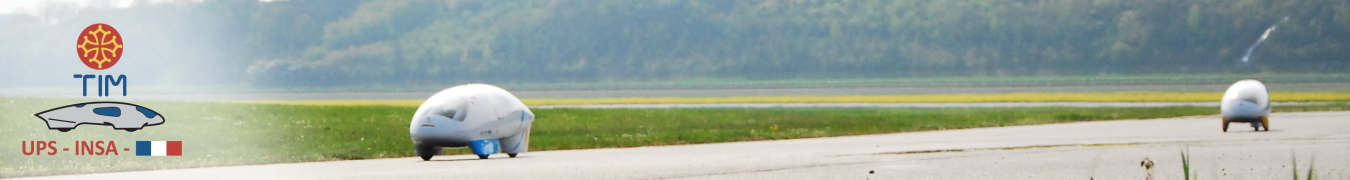 TIM
UPS - INSA -